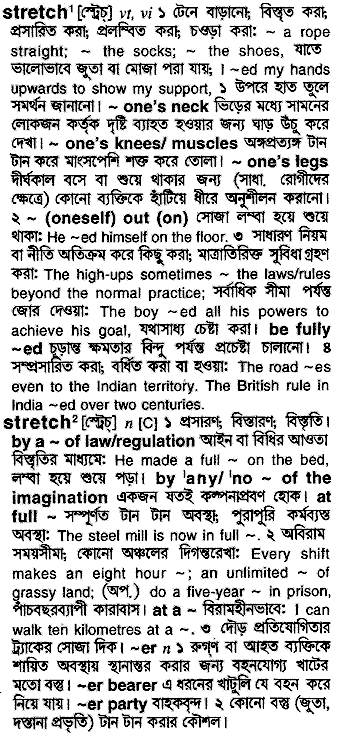 stretch¹ [স্ট্রেচ্] vt, vi ১ টেনে বাড়ানো; বিস্তৃত করা;
প্রসারিত করা; প্রলম্বিত করা; চওড়া করা: ~ a rope
straight; ~ the socks; ~ the shoes, যাতে
ভালোভাবে জুতা বা মোজা পরা যায়; I ~ed my hands
upwards to show my support, ১ উপরে হাত তুলে
সমর্থন জানানো। ~ one's neck ভিড়ের মধ্যে সামনের
লোকজন কর্তৃক দৃষ্টি ব্যাহত হওয়ার জন্য ঘাড় উঁচু করে
দেখা। ~ one's knees/ muscles অঙ্গপ্রত্যঙ্গ টান
টান করে মাংসপেশি শক্ত করে তোলা। ~ one's legs
দীর্ঘকাল বসে বা শুয়ে থাকার জন্য (সাধা. রোগীদের
ক্ষেত্রে) কোনো ব্যক্তিকে হাঁটিয়ে ধীরে অনুশীলন করানো।
২ ~ (oneself) out (on) সোজা লম্বা হয়ে শুয়ে
থাকা: He ~ed himself on the floor. ৩ সাধারণ নিয়ম
বা নীতি অতিক্রম করে কিছু করা; মাত্রাতিরিক্ত সুবিধা গ্রহণ
করা: The high-ups sometimes ~ the laws/rules
beyond the normal practice; সর্বাধিক সীমা পর্যন্ত
জোর দেওয়া: The boy ~ed all his powers to
achieve his goal, যথাসাধ্য চেষ্টা করা। be fully
~ed চূড়ান্ত ক্ষমতার বিন্দু পর্যন্ত প্রচেষ্টা চালানো। ৪
সম্প্রসারিত করা; বর্ধিত করা বা হওয়া: The road ~es
even to the Indian territory. The British rule in
India ~ed over two centuries.
stretch² [স্ট্রেচ্] n [C] ১ প্রসারণ; বিস্তারণ; বিস্তৃতি।
by a ~ of law/regulation আইন বা বিধির আওতা
বিস্তৃতির মাধ্যমে: He made a full ~ on the bed,
লম্বা হয়ে শুয়ে পড়া। by ˈany/ ˈno ~ of the
imagination একজন যতই কল্পনাপ্রবণ হোক। at
full ~ সম্পূর্ণত টান টান অবস্থা; পুরাপুরি কর্মব্যস্ত
অবস্থা: The steel mill is now in full ~. ২ অবিরাম
সময়সীমা; কোনো অঞ্চলের দিগন্তরেখা: Every shift
makes an eight hour ~; an unlimited ~ of
grassy land; (অপ.) do a five-year ~ in prison,
পাঁচবছরব্যাপী কারাবাস। at a ~ বিরামহীনভাবে: I can
walk ten kilometres at a ~. ৩ দৌড় প্রতিযোগিতার
ট্র্যাকের সোজা দিক। ~er n ১ রুগ্‌ণ বা আহত ব্যক্তিকে
শায়িত অবস্থায় স্থানান্তর করার জন্য বহনযোগ্য খাটের
মতো বস্তু। ~er bearer এ ধরনের খাটুলি যে বহন করে
নিয়ে যায়। ~er party বাহকবৃন্দ। ২ কোনো বস্তু (জুতা,
দস্তানা প্রভৃতি) টান টান করার কৌশল।